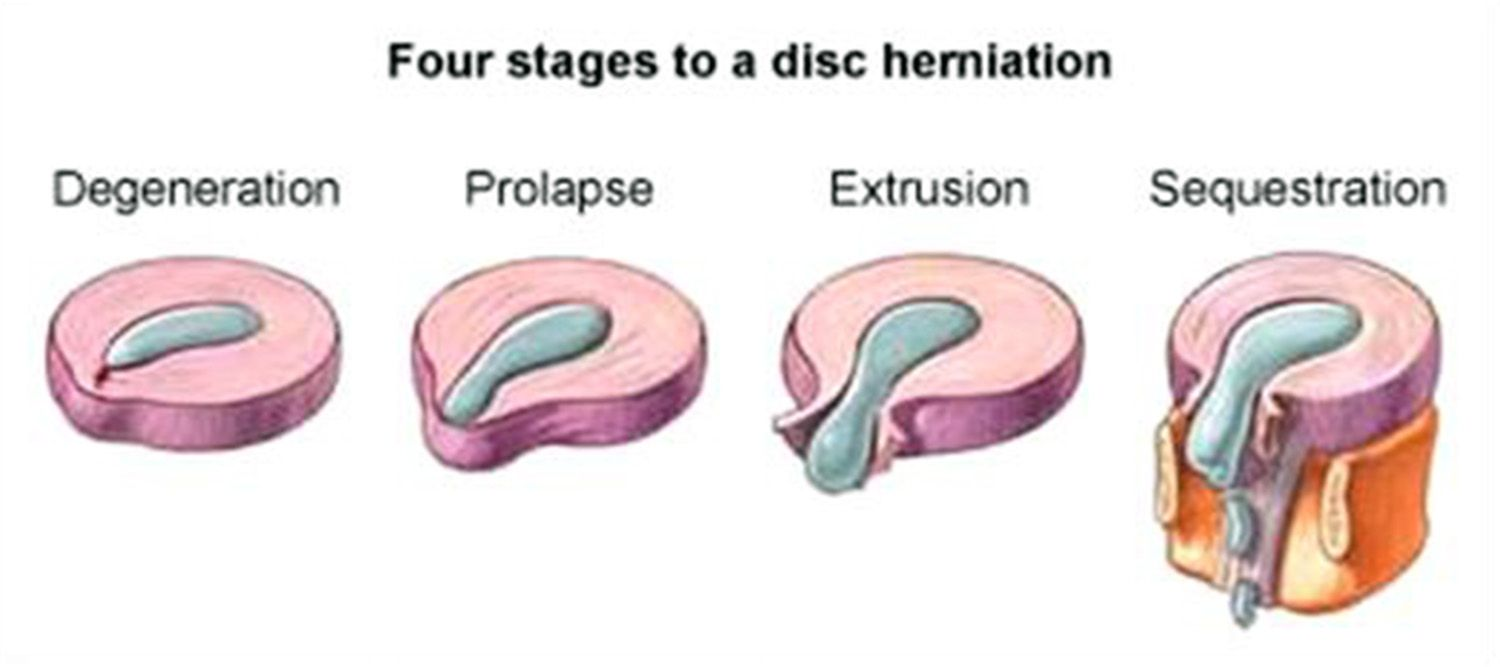 Four stages to a disc herniation
Degeneration Prolapse Extrusion Sequestration